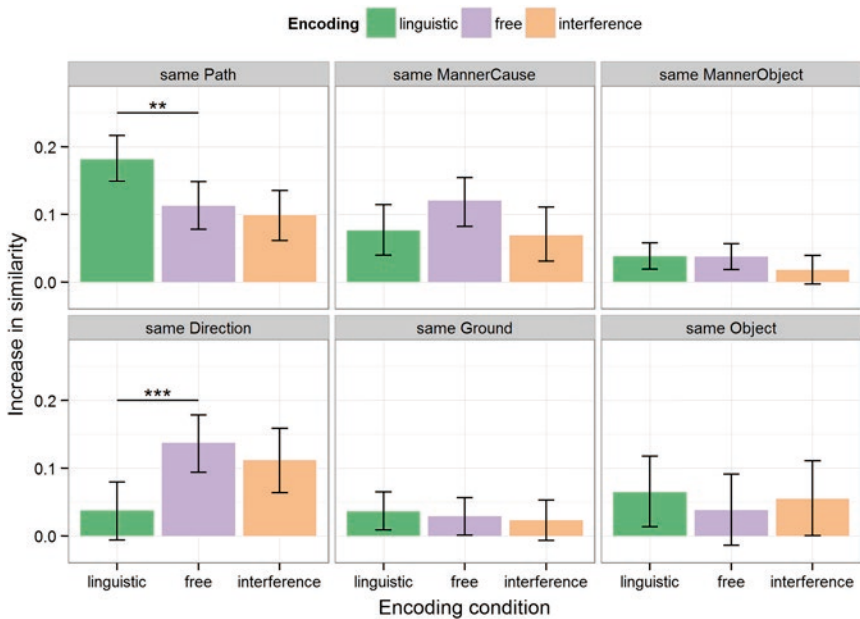 Encoding linguistic free interference
same Path same MannerCause same MannerObject
**
0.2
0.1
0.0
same Direction same Ground same Object
***
0.2
0.1
0.0
Increase in similarity
linguistic free interference linguistic free interference linguistic free interference
Encoding condition